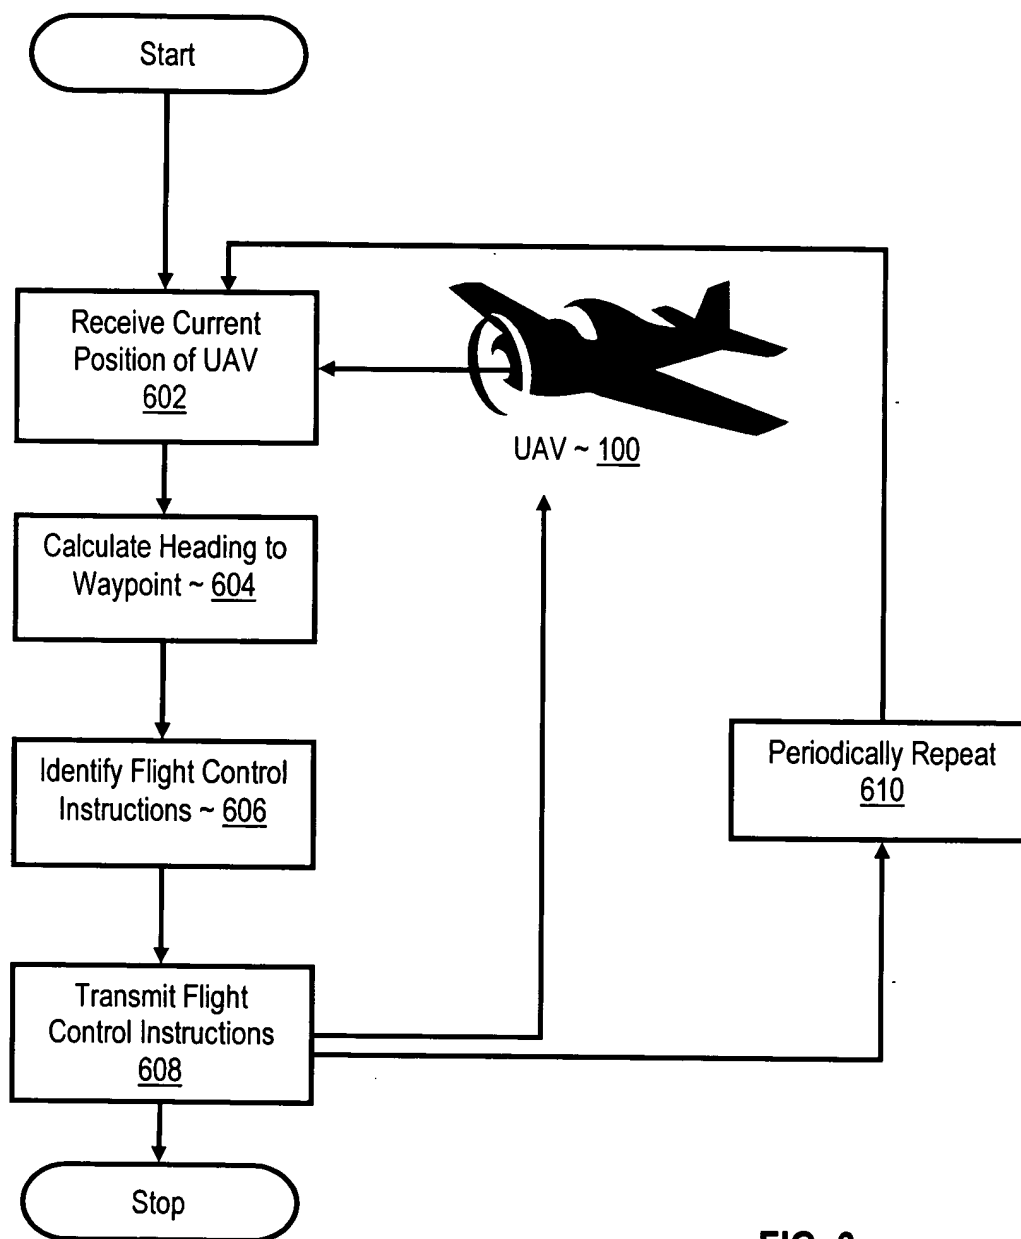 Start
Receive Current
Position of UAV
602
UAV ~ 100
Calculate Heading to
Waypoint ~ 604
Identify Flight Control
Instructions ~ 606
Periodically Repeat
610
Transmit Flight
Control Instructions
608
Stop
FIG.